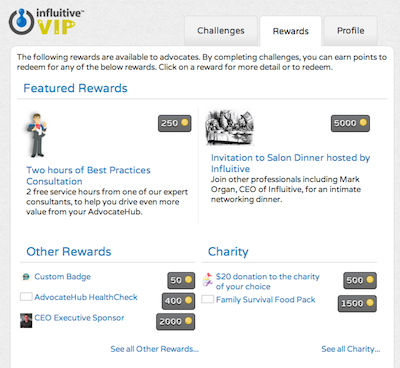 influitive™
VIP
Challenges
Rewards
Profile
The following rewards are available to advocates. By completing challenges, you can earn points to
redeem for any of the below rewards. Click on a reward for more detail or to redeem.
Featured Rewards
250
Two hours of Best Practices
Consultation
2 free service hours from one of our expert
consultants, to help you drive even more
value from your AdvocateHub.
5000
Invitation to Salon Dinner hosted by
Influitive
Join other professionals including Mark
Organ, CEO of Influitive, for an intimate
networking dinner.
Other Rewards
Custom Badge
50
AdvocateHub HealthCheck
400
CEO Executive Sponsor
2000
See all Other Rewards...
Charity
$20 donation to the charity
of your choice
500
Family Survival Food Pack
1500
See all Charity...